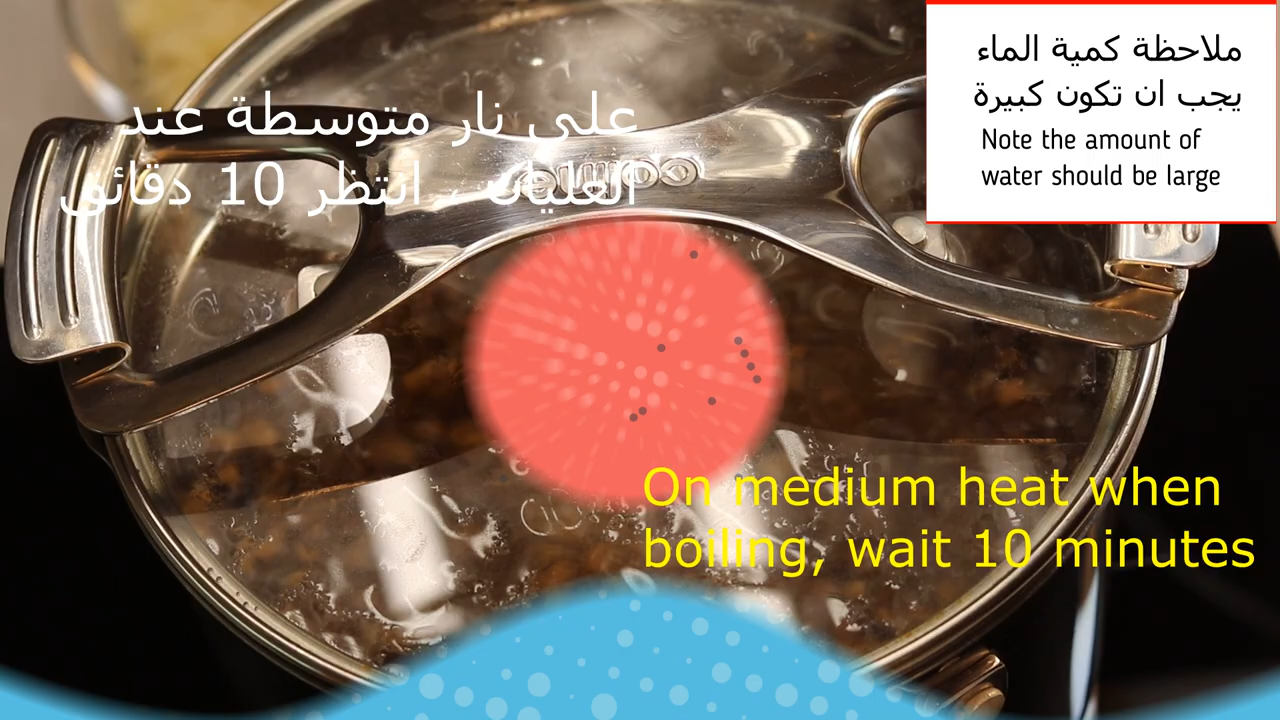 ملاحظة كمية الماء
يجب ان تكون كبيرة
Note the amount of
water should be large
على نار متوسطة عند
الغليان ، انتظر 10 دقائق
On medium heat when
boiling, wait 10 minutes